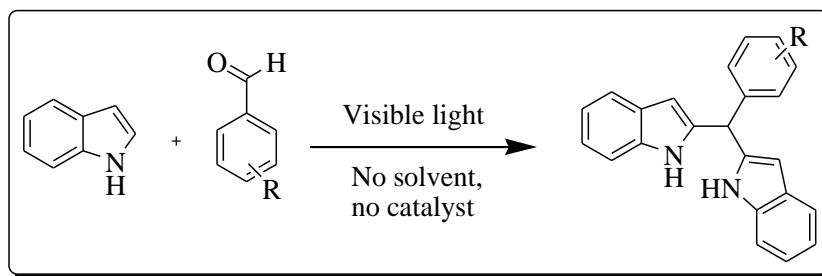 O
H
R
Visible light
N
H
+
R
No solvent,
no catalyst
N
H
HN
R